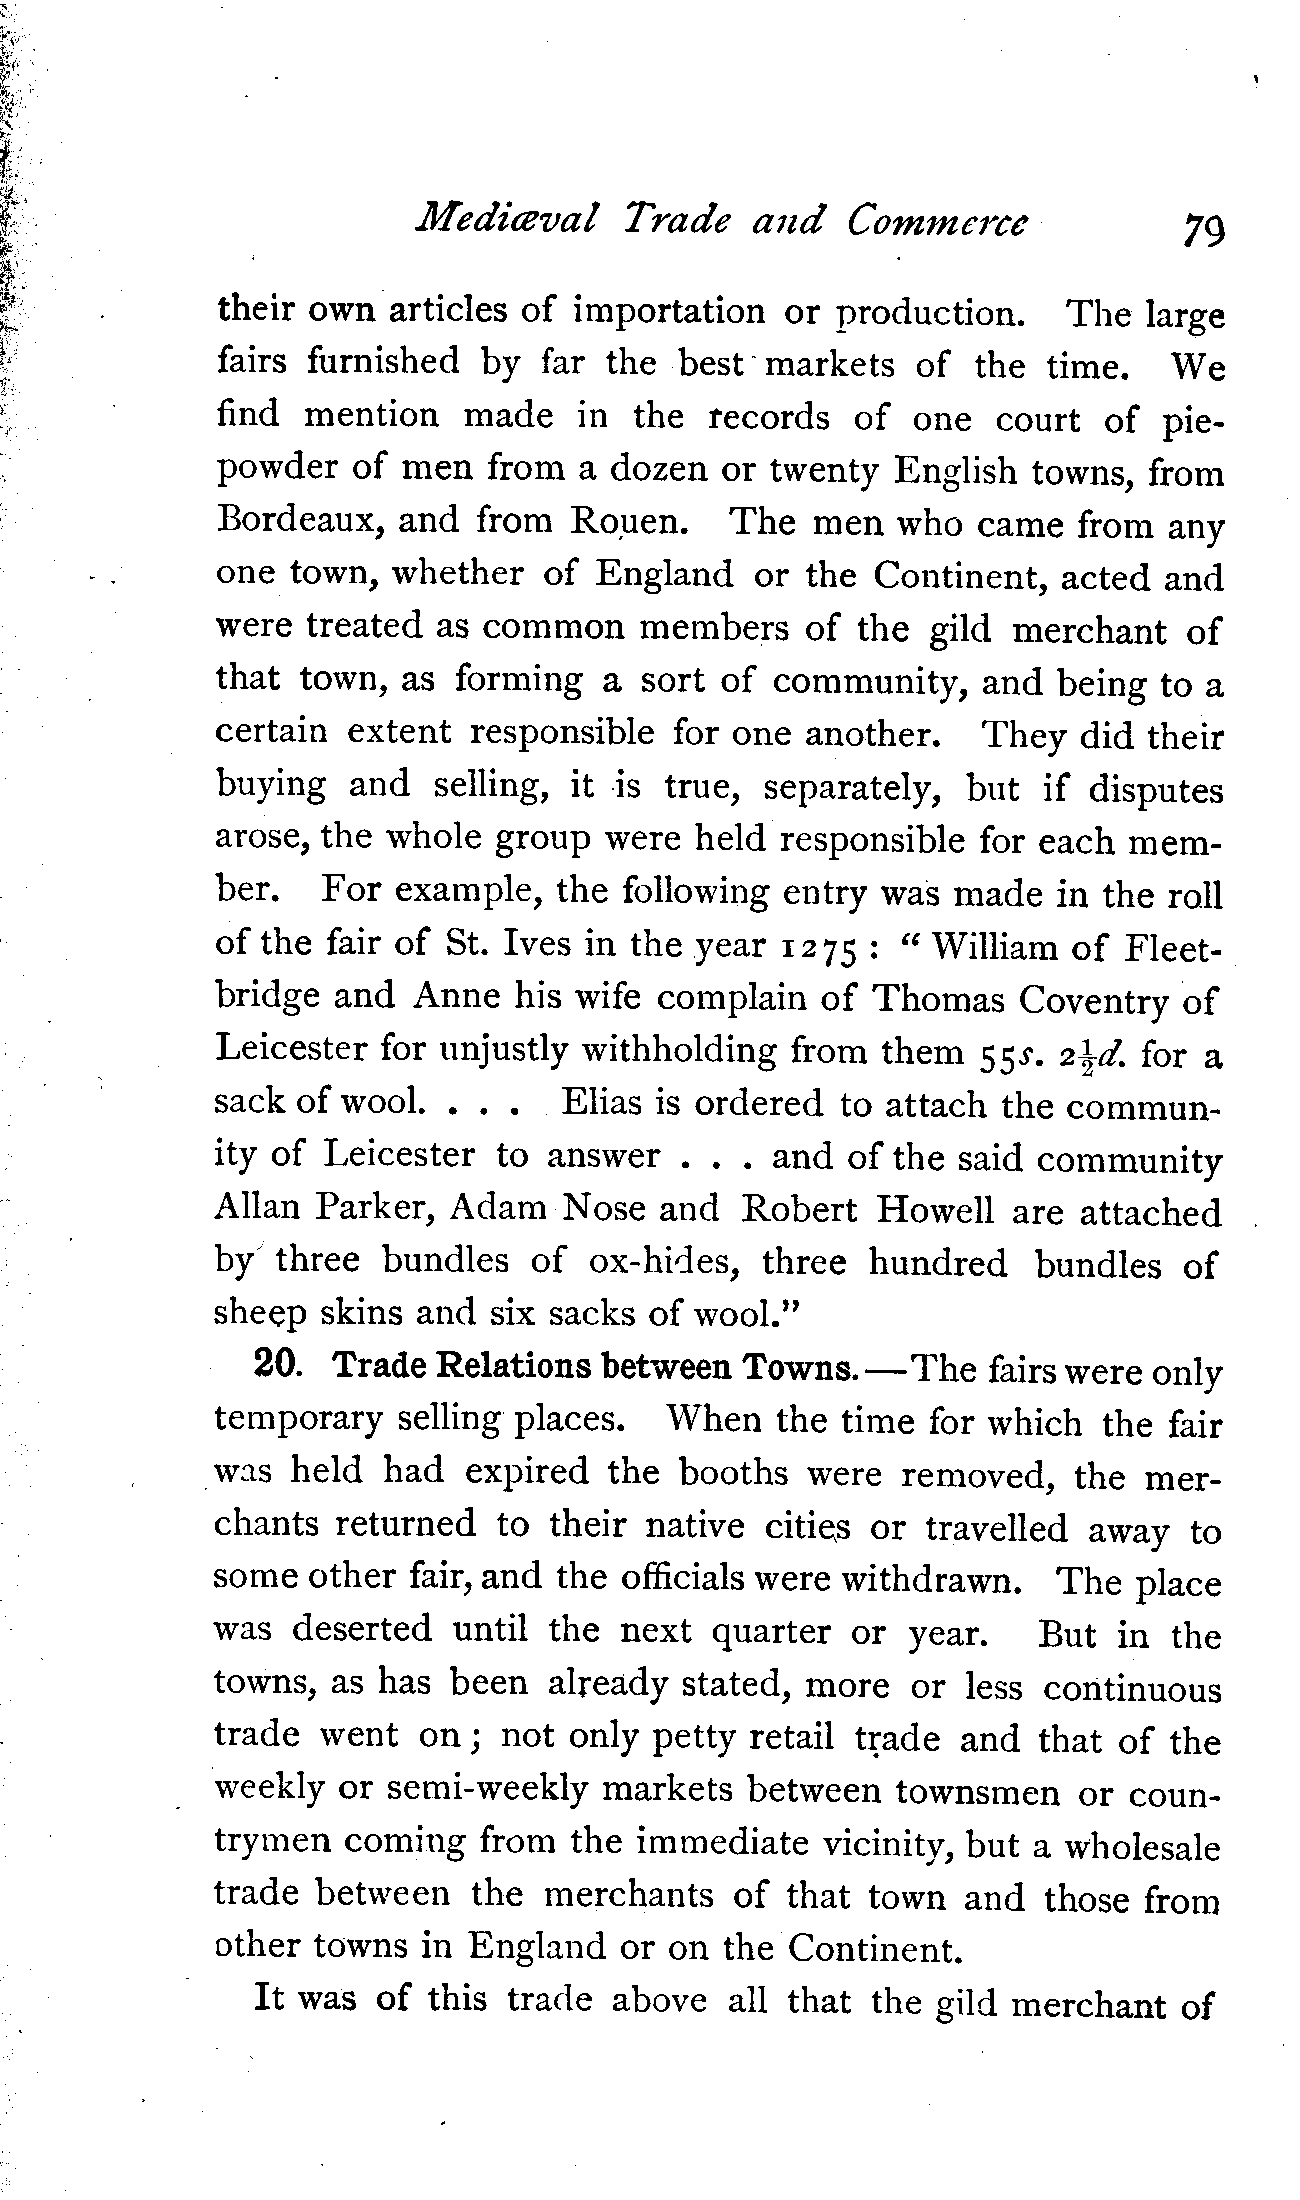 Mediæval Trade and Commerce 79
their own articles of importation or production. The large
fairs furnished by far the best markets of the time. We
find mention made in the records of one court of pie-
powder of men from a dozen or twenty English towns, from
Bordeaux, and from Rouen. The men who came from any
one town, whether of England or the Continent, acted and
were treated as common members of the gild merchant of
that town, as forming a sort of community, and being to a
certain extent responsible for one another. They did their
buying and selling, it is true, separately, but if disputes
arose, the whole group were held responsible for each mem-
ber. For example, the following entry was made in the roll
of the fair of St. Ives in the year 1275 : “ William of Fleet-
bridge and Anne his wife complain of Thomas Coventry of
Leicester for unjustly withholding from them 55s. 2½d. for a
sack of wool. . . . Elias is ordered to attach the commun-
ity of Leicester to answer . . . and of the said community
Allan Parker, Adam Nose and Robert Howell are attached
by three bundles of ox-hides, three hundred bundles of
sheep skins and six sacks of wool.”
20. Trade Relations between Towns.—The fairs were only
temporary selling places. When the time for which the fair
was held had expired the booths were removed, the mer-
chants returned to their native cities or travelled away to
some other fair, and the officials were withdrawn. The place
was deserted until the next quarter or year. But in the
towns, as has been already stated, more or less continuous
trade went on ; not only petty retail trade and that of the
weekly or semi-weekly markets between townsmen or coun-
trymen coming from the immediate vicinity, but a wholesale
trade between the merchants of that town and those from
other towns in England or on the Continent.
It was of this trade above all that the gild merchant of